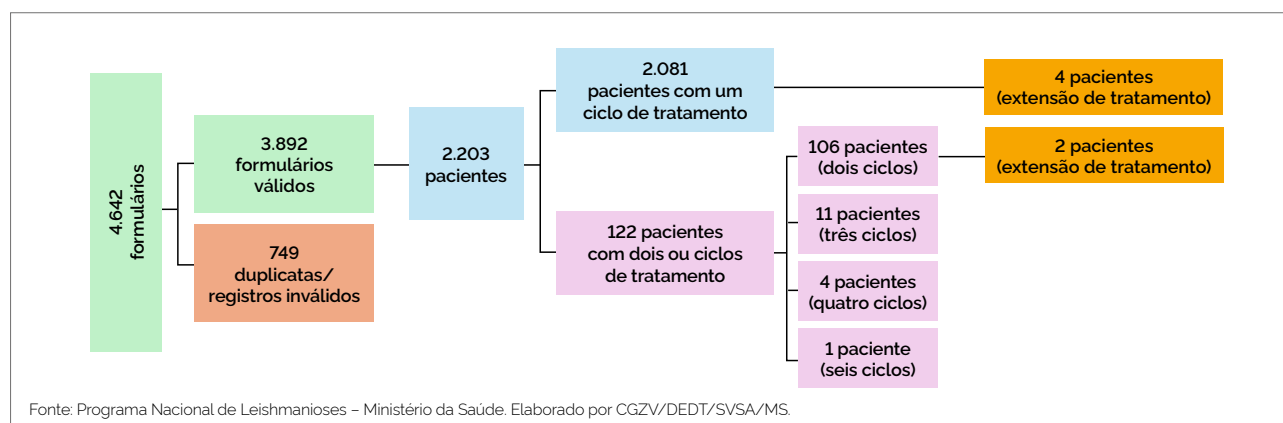 4.642
formulários
3.892
formulários
válidos
749
duplicatas/
registros inválidos
2.203
pacientes
2.081
pacientes com um
ciclo de tratamento
122 pacientes
com dois ou ciclos
de tratamento
106 pacientes
(dois ciclos)
11 pacientes
(três ciclos)
4 pacientes
(quatro ciclos)
1 paciente
(seis ciclos)
4 pacientes
(extensão de tratamento)
2 pacientes
(extensão de tratamento)
Fonte: Programa Nacional de Leishmanioses – Ministério da Saúde. Elaborado por CGZV/DEDT/SVSA/MS.